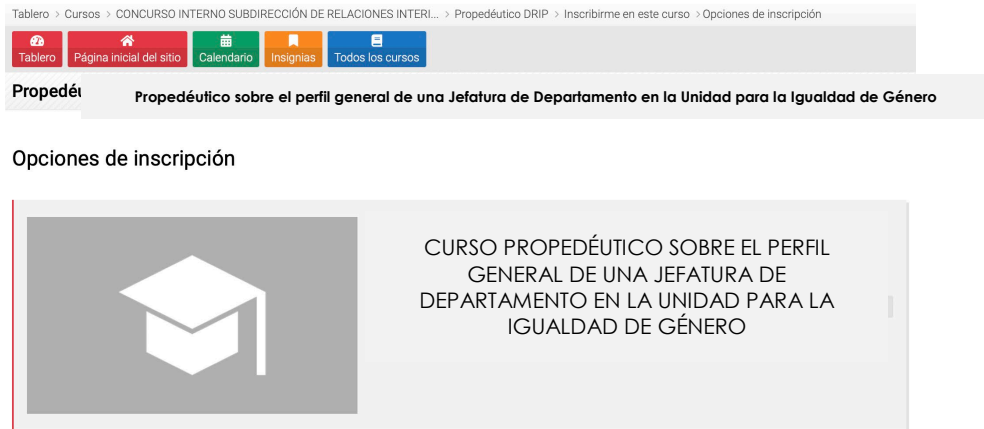 Tablero > Cursos > CONCURSO INTERNO SUBDIRECCIÓN DE RELACIONES INTERI... > Propedéutico DRIP > Inscribirme en este curso > Opciones de inscripción
Tablero Página inicial del sitio Calendario Insignias Todos los cursos
Propedéu Propedéutico sobre el perfil general de una Jefatura de Departamento en la Unidad para la Igualdad de Género
Opciones de inscripción
CURSO PROPEDÉUTICO SOBRE EL PERFIL
GENERAL DE UNA JEFATURA DE
DEPARTAMENTO EN LA UNIDAD PARA LA
IGUALDAD DE GÉNERO